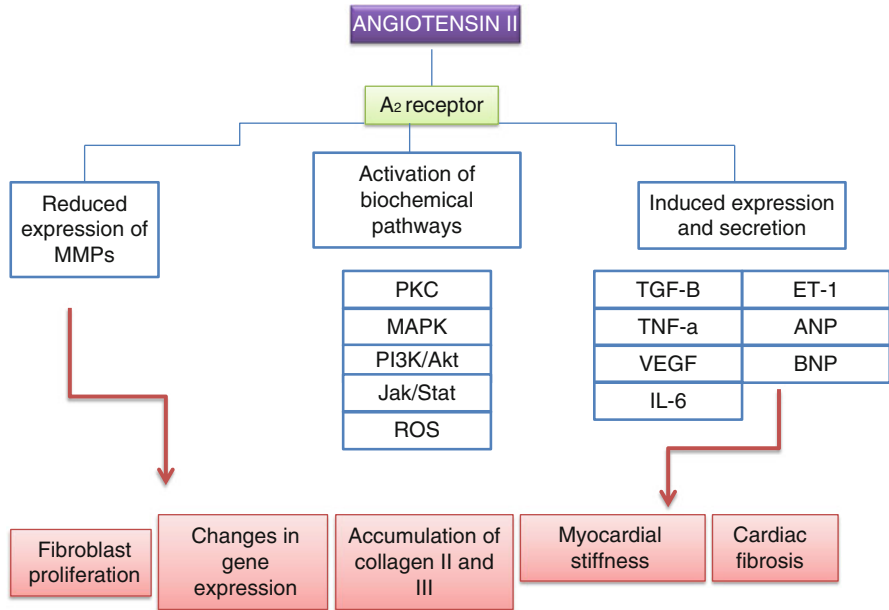 ANGIOTENSIN II
A2 receptor
Reduced
expression of
MMPs
Activation of
biochemical
pathways
Induced expression
and secretion
PKC
MAPK
PI3K/Akt
Jak/Stat
ROS
TGF-B
ET-1
TNF-a
ANP
VEGF
BNP
IL-6
Fibroblast
proliferation
Changes in
gene
expression
Accumulation of
collagen II and
III
Myocardial
stiffness
Cardiac
fibrosis